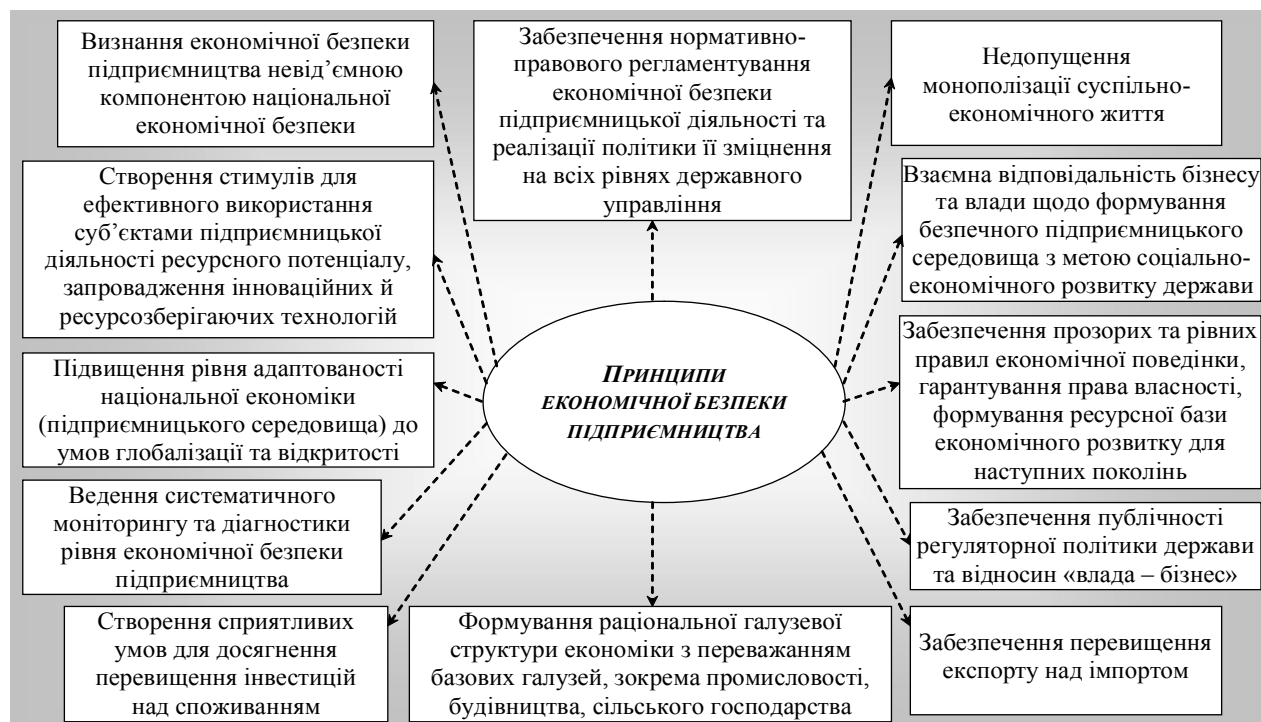 Визнання економічної безпеки
підприємництва невід’ємною
компонентою національної
економічної безпеки
Забезпечення нормативно-
правового регламентування
економічної безпеки
підприємницької діяльності та
реалізації політики її зміцнення
на всіх рівнях державного
управління
Недопущення
монополізації суспільно-
економічного життя
Створення стимулів для
ефективного використання
суб’єктами підприємницької
діяльності ресурсного потенціалу,
запровадження інноваційних й
ресурсозберігаючих технологій
Взаємна відповідальність бізнесу
та влади щодо формування
безпечного підприємницького
середовища з метою соціально-
економічного розвитку держави
Підвищення рівня адаптованості
національної економіки
(підприємницького середовища) до
умов глобалізації та відкритості
ПРИНЦИПИ
ЕКОНОМІЧНОЇ БЕЗПЕКИ
ПІДПРИЄМНИЦТВА
Забезпечення прозорих та рівних
правил економічної поведінки,
гарантування права власності,
формування ресурсної бази
економічного розвитку для
наступних поколінь
Ведення систематичного
моніторингу та діагностики
рівня економічної безпеки
підприємництва
Забезпечення публічності
регуляторної політики держави
та відносин «влада – бізнес»
Створення сприятливих
умов для досягнення
перевищення інвестицій
над споживанням
Формування раціональної галузевої
структури економіки з переважанням
базових галузей, зокрема промисловості,
будівництва, сільського господарства
Забезпечення перевищення
експорту над імпортом